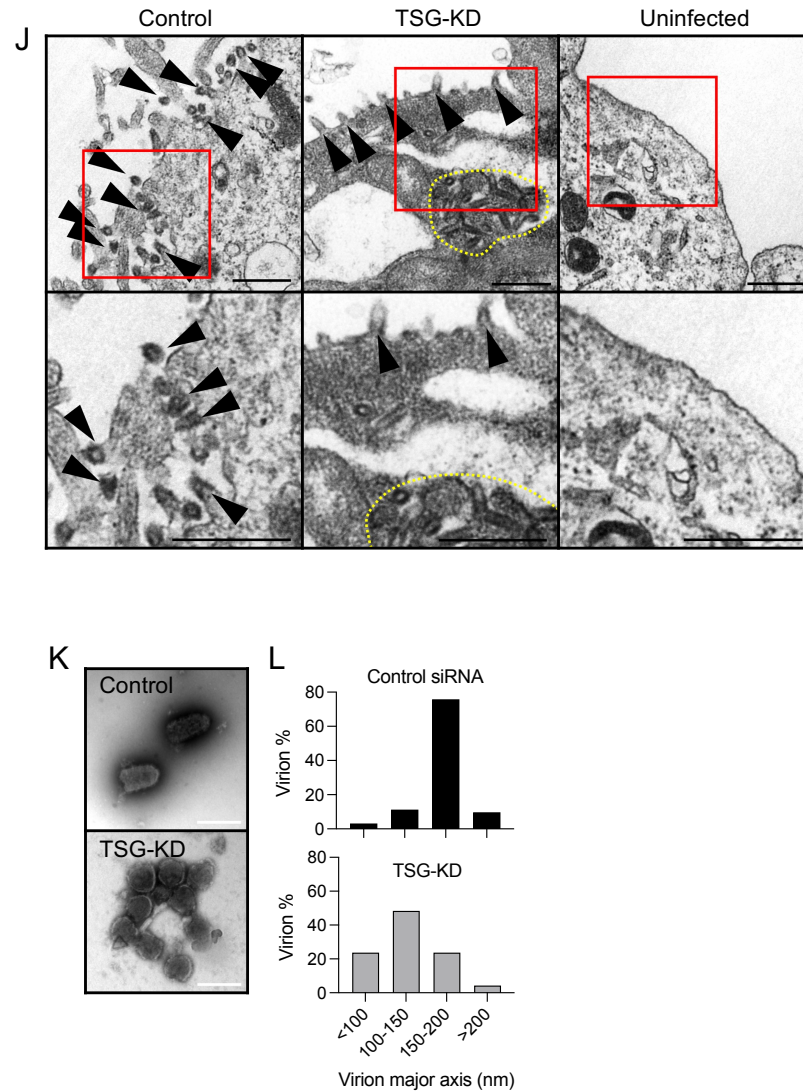 J
Control TSG-KD Uninfected
K
Control
TSG-KD
L
Control siRNA
Virion %
80
60
40
20
0
TSG-KD
Virion %
80
60
40
20
0
<100 100-150 150-200 >200
Virion major axis (nm)